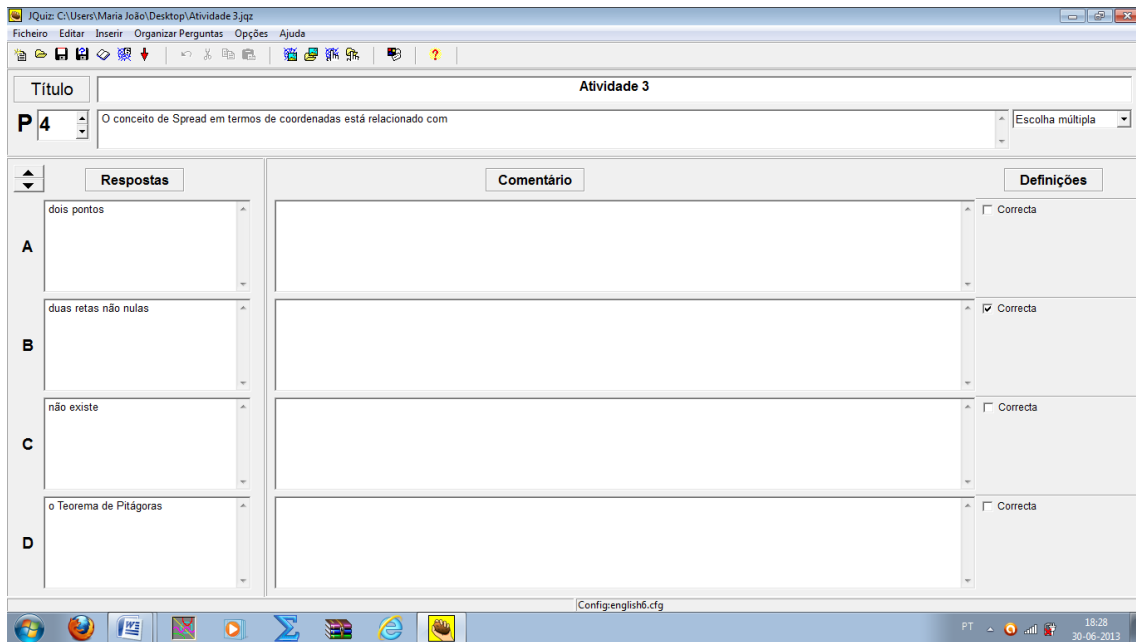 JQuiz: C:\Users\Maria João\Desktop\Atividade 3.jqz
Ficheiro Editar Inserir Organizar Perguntas Opções Ajuda
Título Atividade 3
P 4 O conceito de Spread em termos de coordenadas está relacionado com Escolha múltipla
Respostas Comentário Definições
A dois pontos Correcta
B duas retas não nulas Correcta
C não existe Correcta
D o Teorema de Pitágoras Correcta
Config:english6.cfg
PT 18:28
30-06-2013